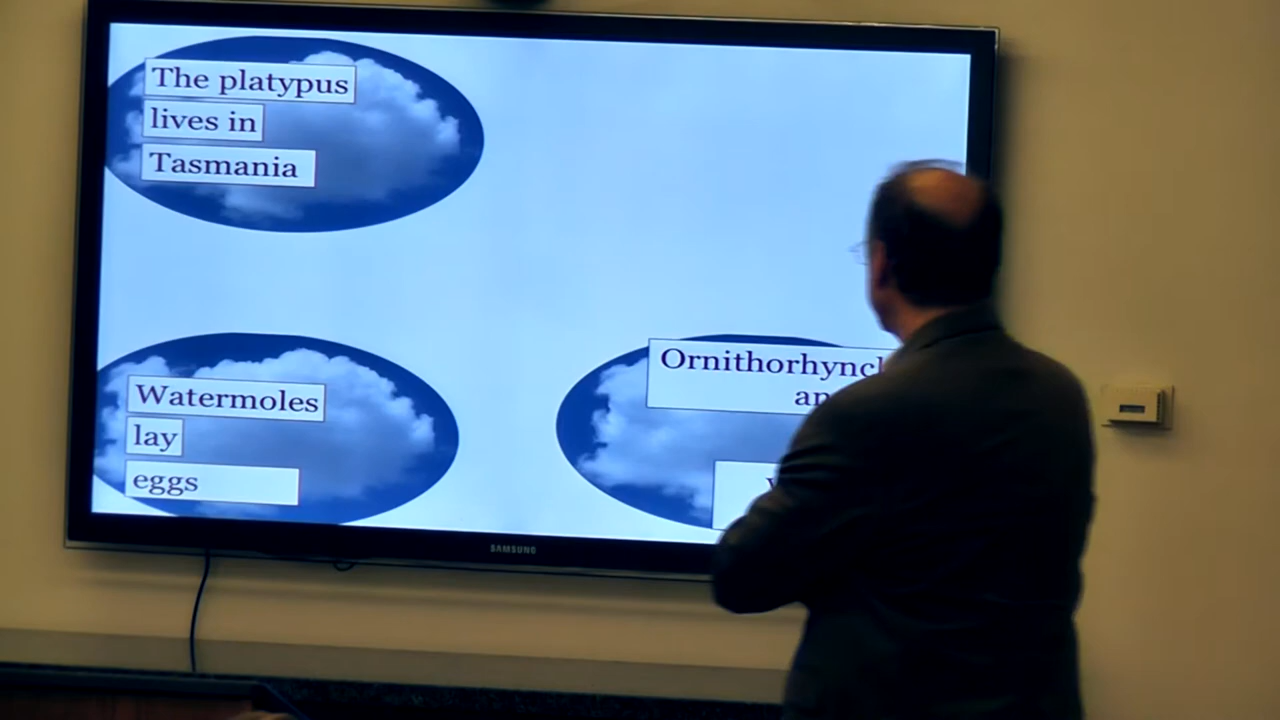 The platypus
lives in
Tasmania
Watermoles
lay
eggs
SAMSUNG